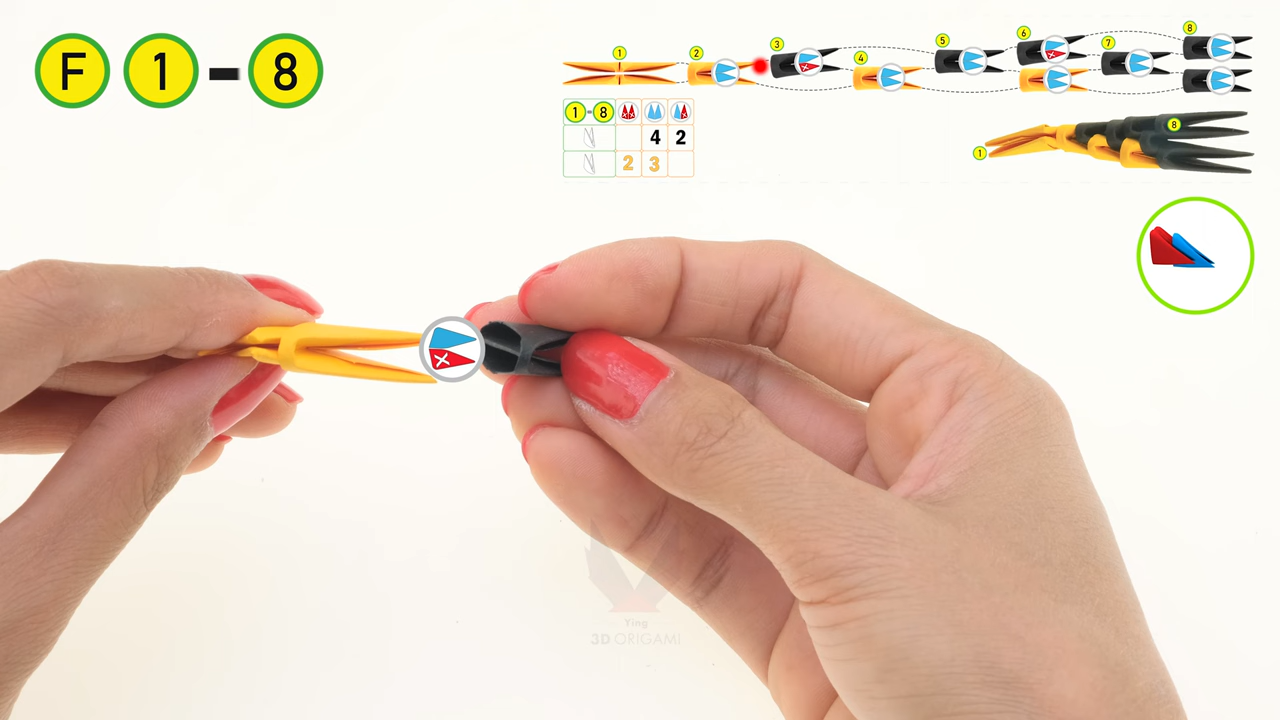 F 1 - 8
1 2 3 4 5 6 7 8
1 - 8
4 2
2 3
1 8
Ying
3D ORIGAMI